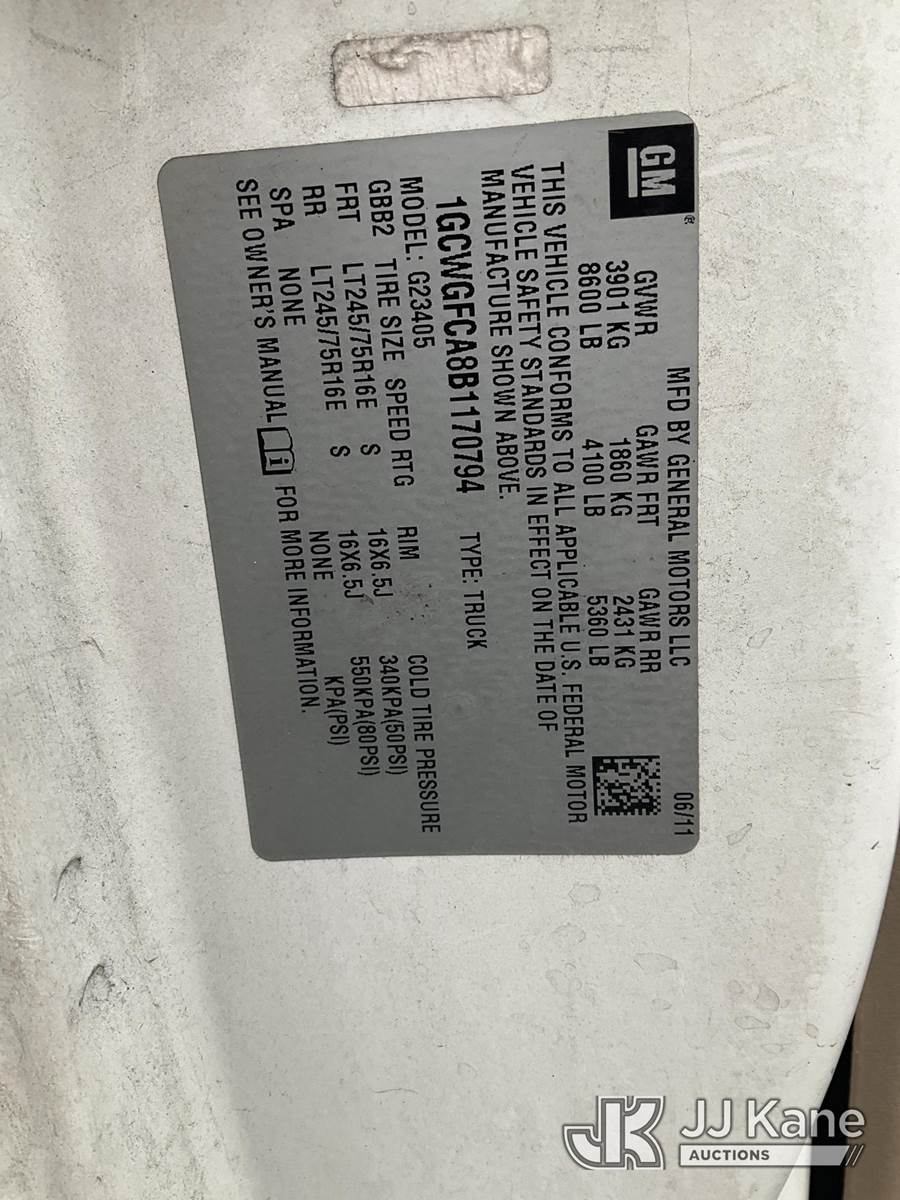 GM®
MFD BY GENERAL MOTORS LLC 06/11
GVWR GAWR FRT GAWR RR
3901 KG 1860 KG 2431 KG
8600 LB 4100 LB 5360 LB
THIS VEHICLE CONFORMS TO ALL APPLICABLE U.S. FEDERAL MOTOR
VEHICLE SAFETY STANDARDS IN EFFECT ON THE DATE OF
MANUFACTURE SHOWN ABOVE.
1GCWGFCA8B1170794 TYPE: TRUCK
MODEL: G23405
GBB2 TIRE SIZE SPEED RTG RIM COLD TIRE PRESSURE
FRT LT245/75R16E S 16X6.5J 340KPA(50PSI)
RR LT245/75R16E S 16X6.5J 550KPA(80PSI)
SPA NONE NONE KPA(PSI)
SEE OWNER'S MANUAL FOR MORE INFORMATION.
JK JJ Kane
AUCTIONS